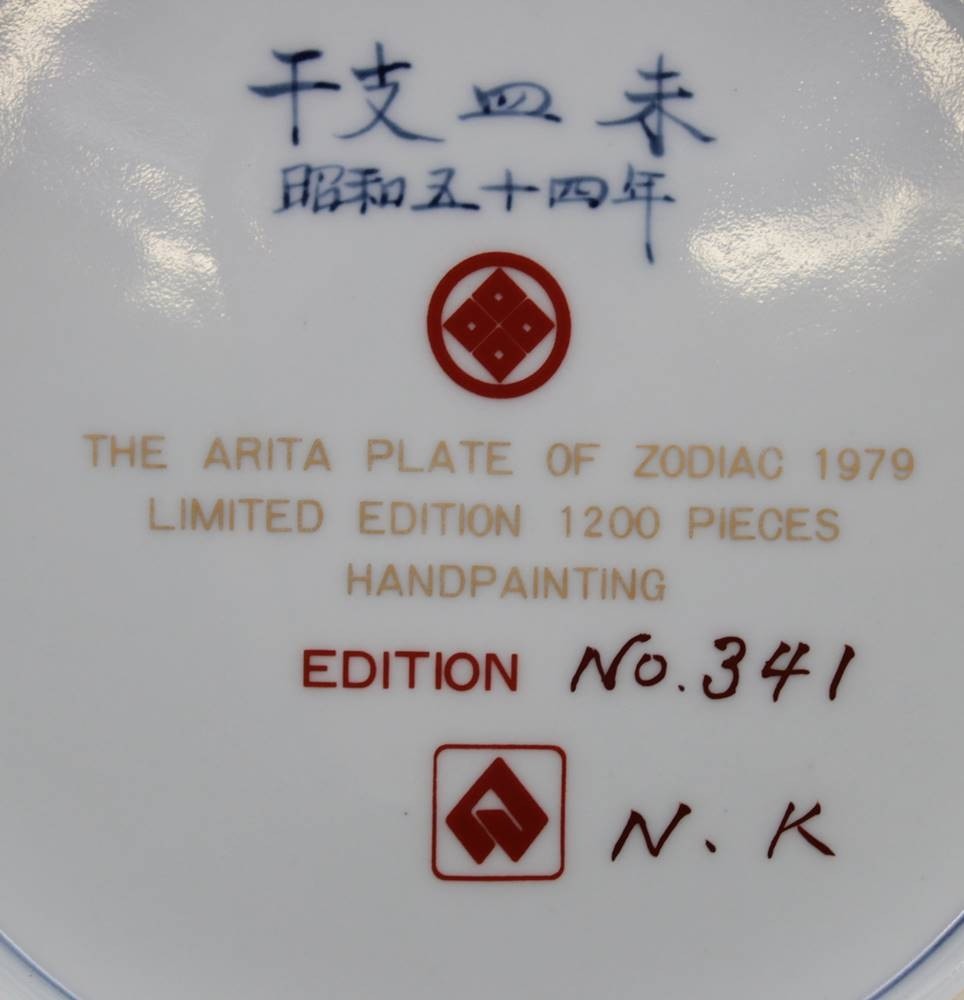 干支皿未
昭和五十四年
THE ARITA PLATE OF ZODIAC 1979
LIMITED EDITION 1200 PIECES
HANDPAINTING
EDITION No.341
N.K